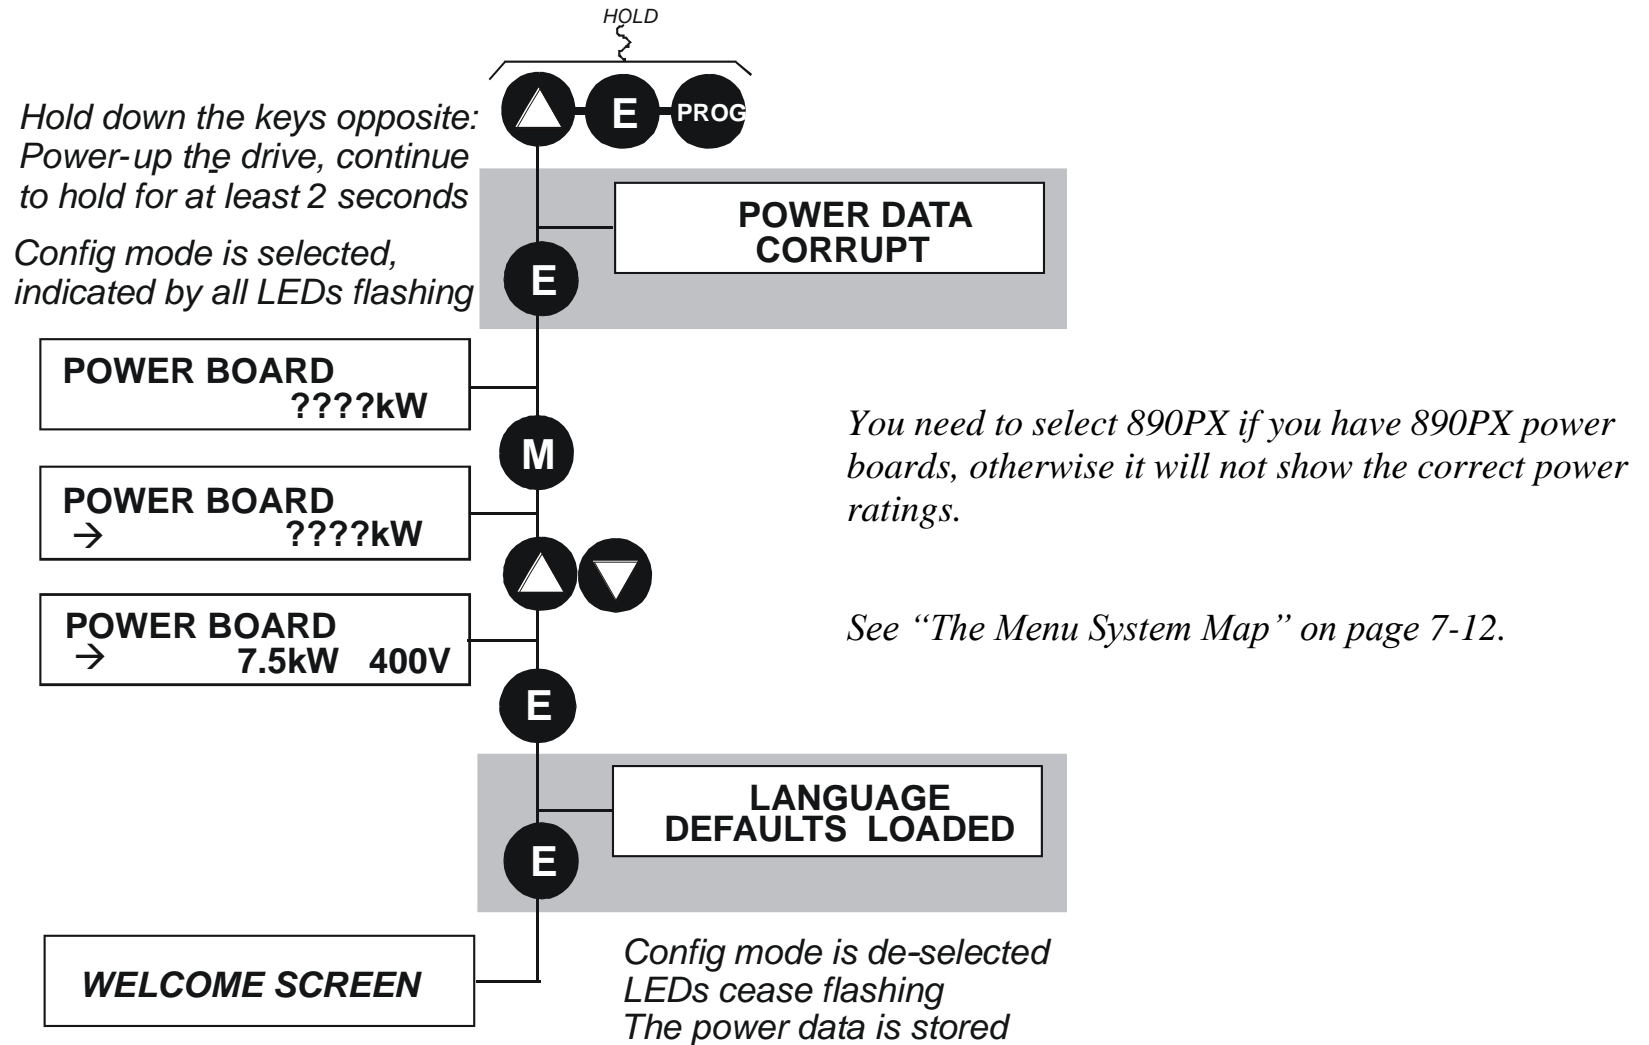 HOLD
E
PROG
Hold down the keys opposite:
Power-up the drive, continue
to hold for at least 2 seconds
POWER DATA
CORRUPT
Config mode is selected,
indicated by all LEDs flashing
E
POWER BOARD
????kW
M
You need to select 890PX if you have 890PX power
boards, otherwise it will not show the correct power
ratings.
POWER BOARD
→ ????kW
POWER BOARD
→ 7.5kW 400V
See “The Menu System Map” on page 7-12.
E
LANGUAGE
DEFAULTS LOADED
E
WELCOME SCREEN
Config mode is de-selected
LEDs cease flashing
The power data is stored